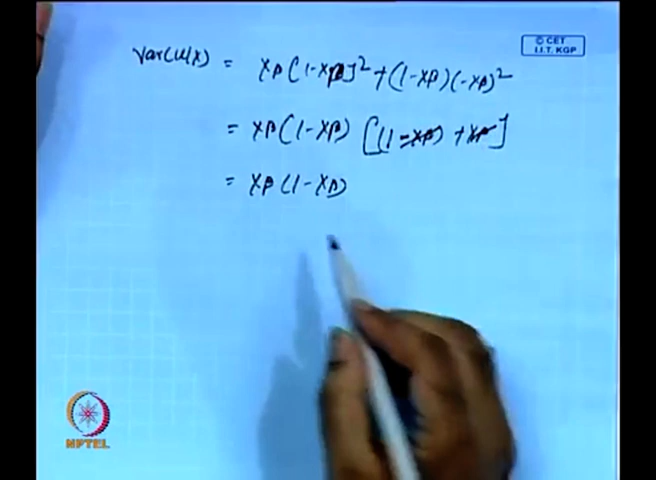 © CET
I.I.T. KGP
Var(u/x) = Xβ[1-Xβ]²+(1-Xβ)(-Xβ)²
= Xβ(1-Xβ) [(1-Xβ)+Xβ]
= Xβ(1-Xβ)
NPTEL